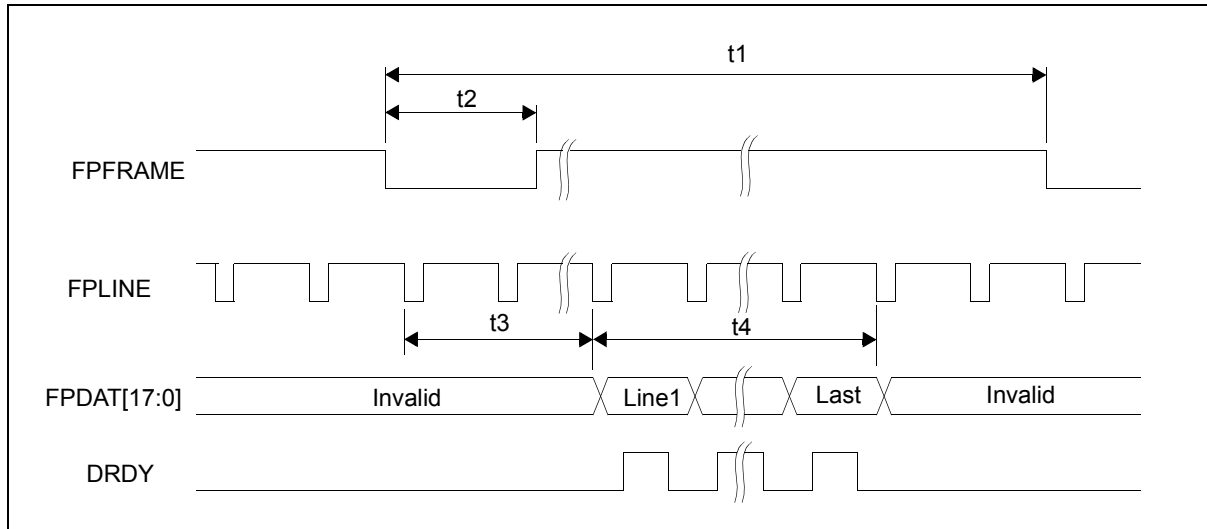 t1
t2
FPFRAME
FPLINE
t3
t4
FPDAT[17:0]
Invalid
Line1
Last
Invalid
DRDY